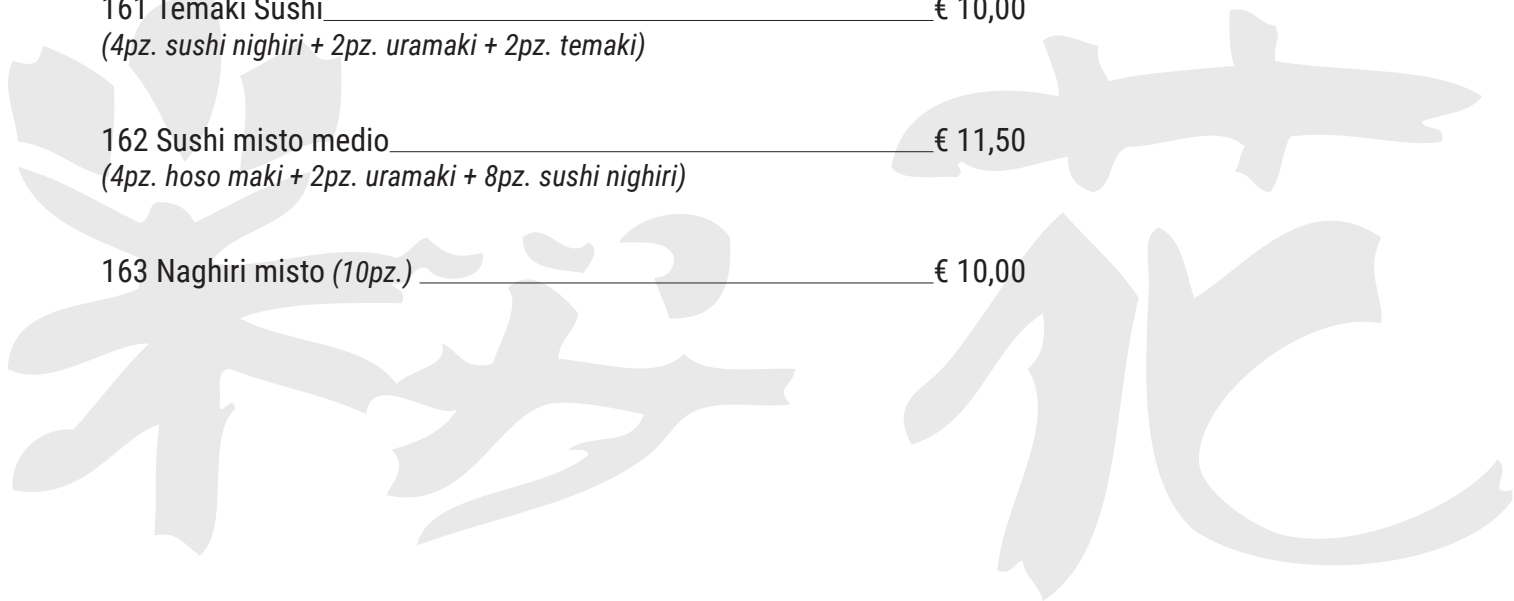 161 Temaki Sushi € 10,00
(4pz. sushi nighiri + 2pz. uramaki + 2pz. temaki)
162 Sushi misto medio € 11,50
(4pz. hoso maki + 2pz. uramaki + 8pz. sushi nighiri)
163 Naghiri misto (10pz.) € 10,00